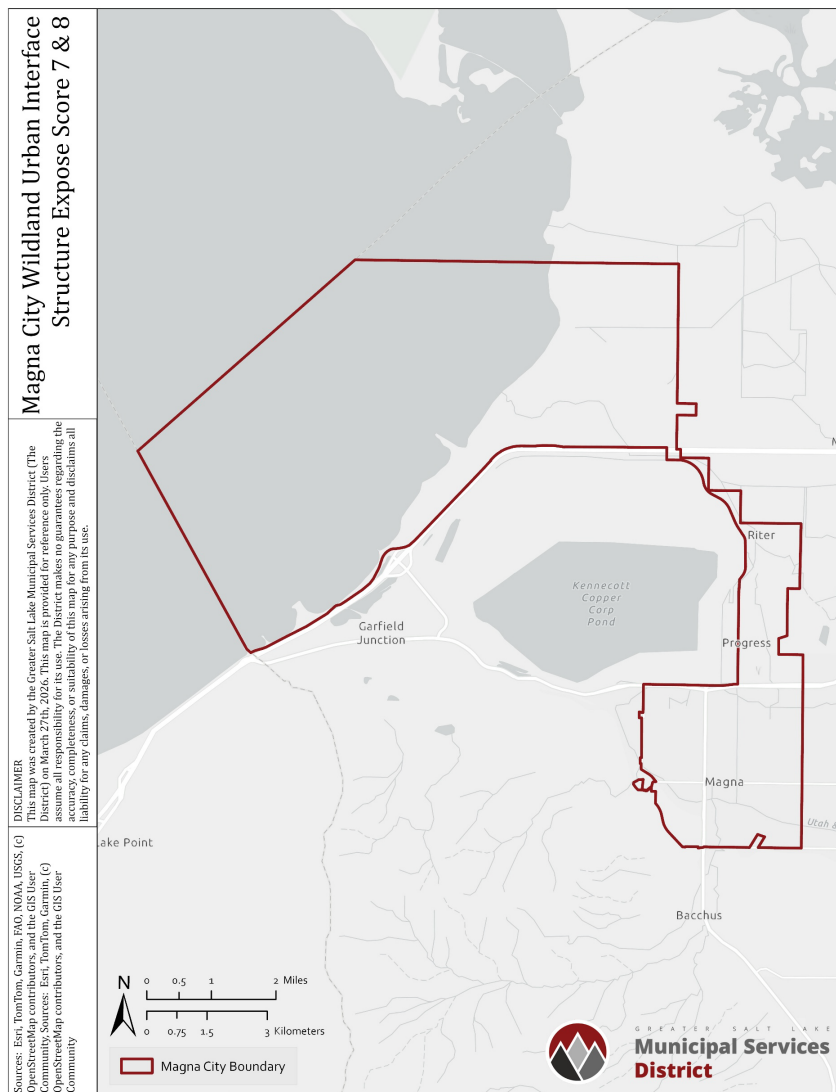 Magna City Wildland Urban Interface
Structure Expose Score 7 & 8
DISCLAIMER
This map was created by the Greater Salt Lake Municipal Services District (The
District) on March 27th, 2026. This map is provided for reference only. Users
assume all responsibility for its use. The District makes no guarantees regarding the
accuracy, completeness, or suitability of this map for any purpose and disclaims all
liability for any claims, damages, or losses arising from its use.
Sources: Esri, TomTom, Garmin, FAO, NOAA, USGS, (c)
OpenStreetMap contributors, and the GIS User
Community, Sources: Esri, TomTom, Garmin, (c)
OpenStreetMap contributors, and the GIS User
Community
M
Riter
Kennecott
Copper
Corp
Pond
Garfield
Junction
Progress
Magna
Utah &
Lake Point
Bacchus
N
0 0.5 1 2 Miles
0 0.75 1.5 3 Kilometers
Magna City Boundary
GREATER SALT LAKE
Municipal Services
District